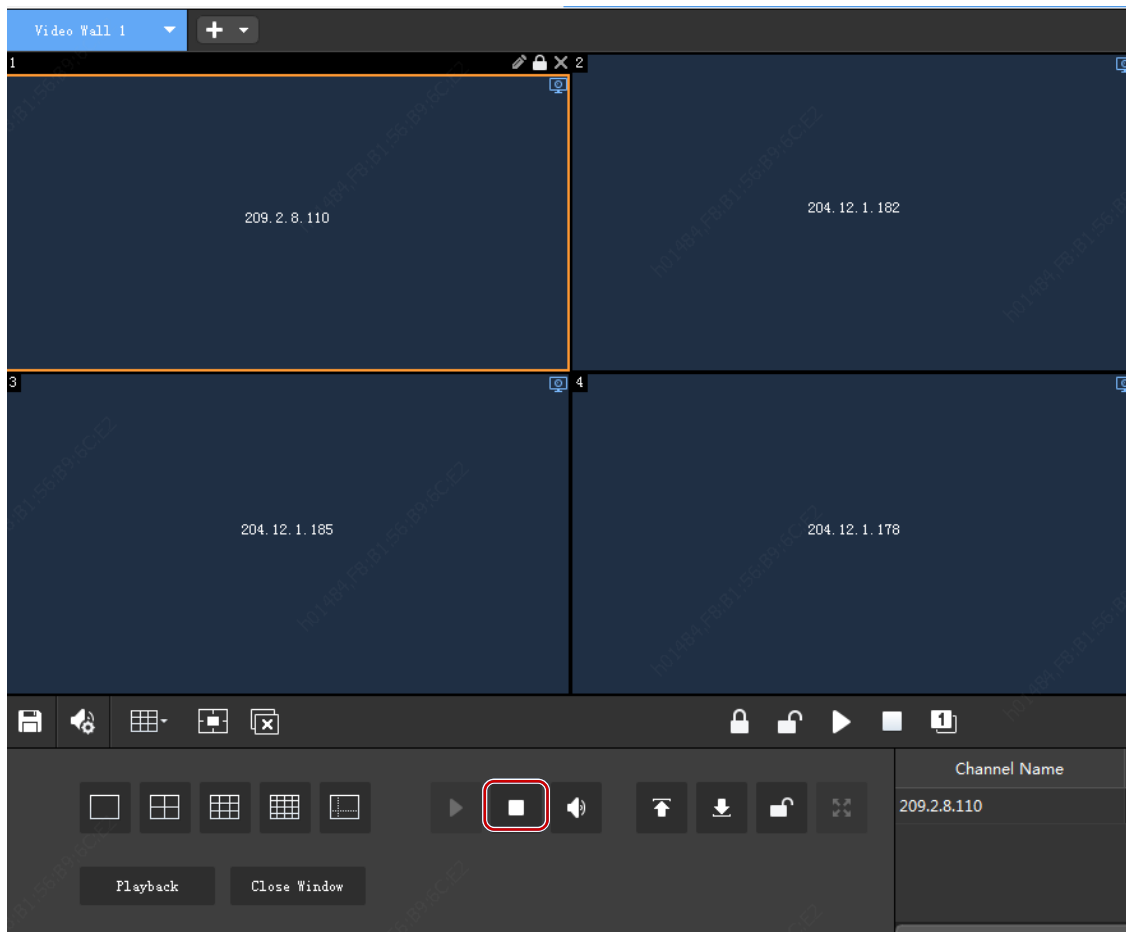 Video Wall 1
1
2
209.2.8.110
204.12.1.182
3
4
204.12.1.185
204.12.1.178
1
Channel Name
209.2.8.110
Playback
Close Window